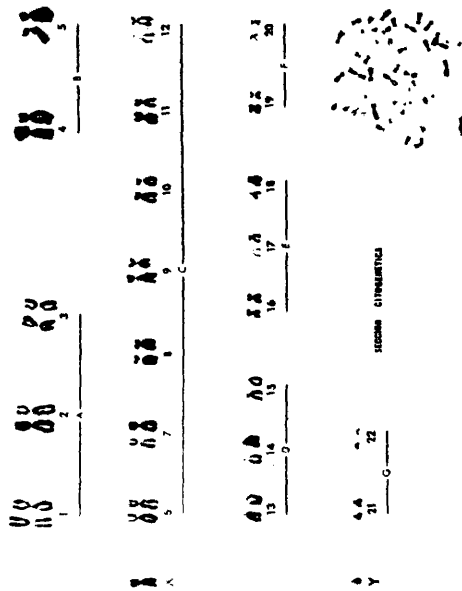 1 2 3 4 5
A B
X 6 7 8 9 10 11 12
C
13 14 15 16 17 18 19 20
D E F
Y 21 22
G
SECCION CITOGENETICA